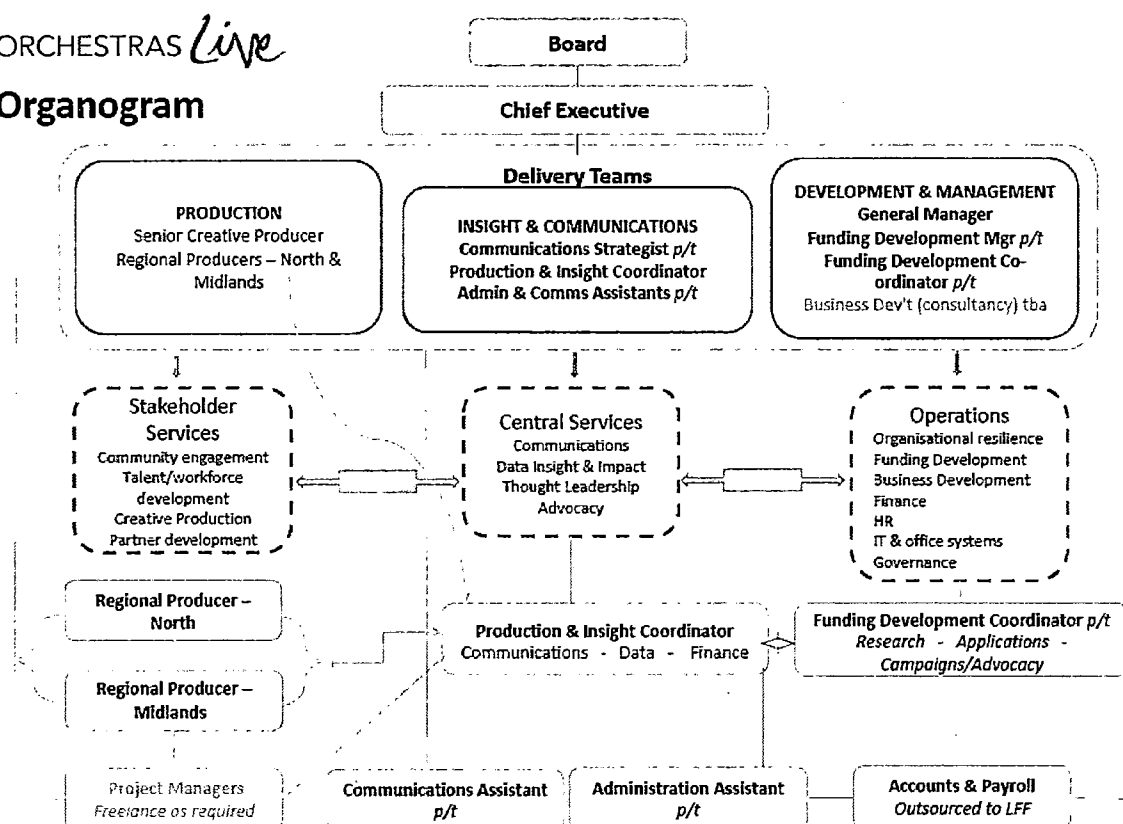 ORCHESTRAS Live
Organogram
Board
Chief Executive
Delivery Teams
PRODUCTION
Senior Creative Producer
Regional Producers – North &
Midlands
INSIGHT & COMMUNICATIONS
Communications Strategist p/t
Production & Insight Coordinator
Admin & Comms Assistants p/t
DEVELOPMENT & MANAGEMENT
General Manager
Funding Development Mgr p/t
Funding Development Co-
ordinator p/t
Business Dev't (consultancy) tba
Stakeholder
Services
Community engagement
Talent/workforce
development
Creative Production
Partner development
Central Services
Communications
Data Insight & Impact
Thought Leadership
Advocacy
Operations
Organisational resilience
Funding Development
Business Development
Finance
HR
IT & office systems
Governance
Regional Producer –
North
Regional Producer –
Midlands
Production & Insight Coordinator
Communications - Data - Finance
Funding Development Coordinator p/t
Research - Applications -
Campaigns/Advocacy
Project Managers
Freelance as required
Communications Assistant
p/t
Administration Assistant
p/t
Accounts & Payroll
Outsourced to LFF